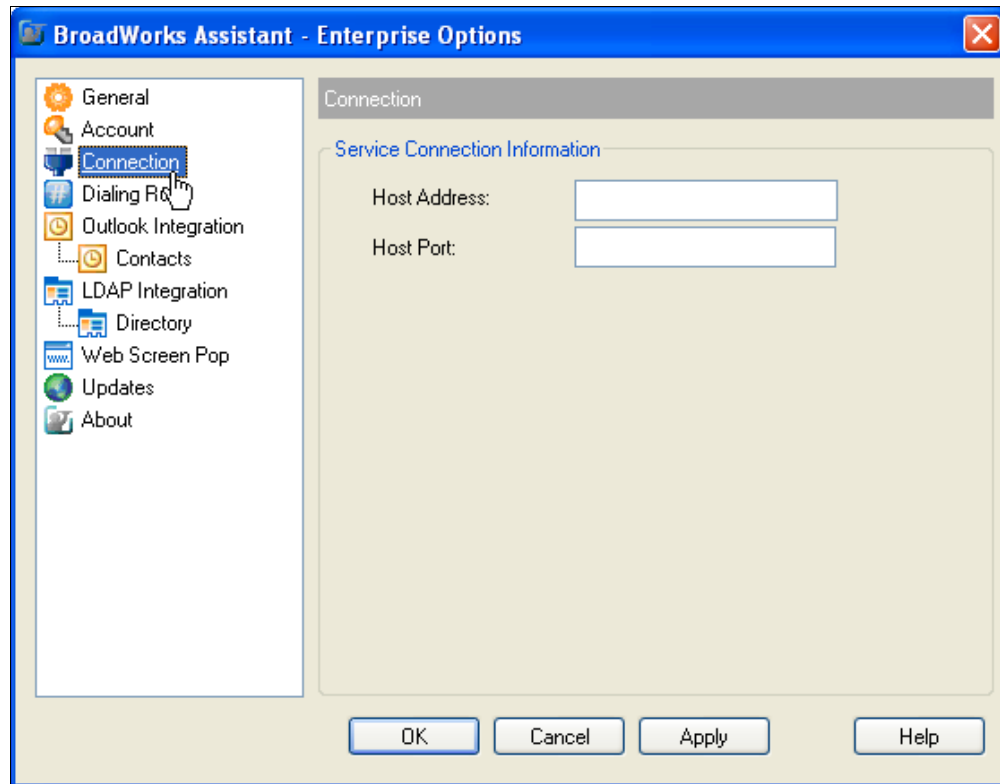 BroadWorks Assistant - Enterprise Options
General
Account
Connection
Dialing
Outlook Integration
Contacts
LDAP Integration
Directory
www.
Web Screen Pop
Updates
About
Connection
Service Connection Information
Host Address:
Host Port:
OK
Cancel
Apply
Help